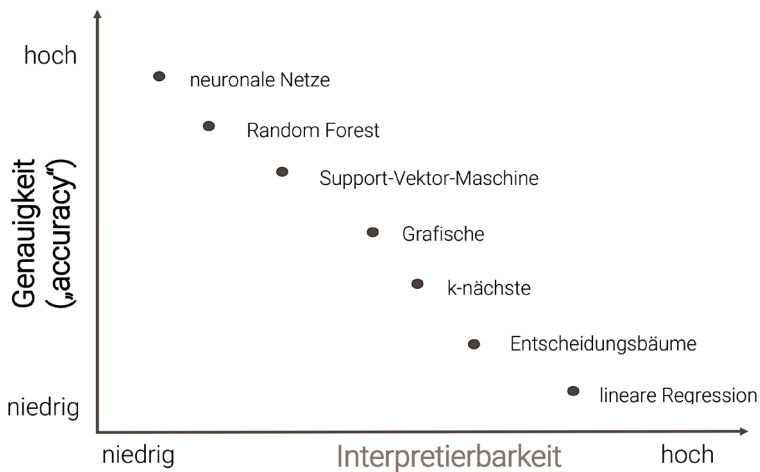 hoch
neuronale Netze
Random Forest
Support-Vektor-Maschine
Grafische
k-nächste
Entscheidungsbäume
lineare Regression
niedrig
Genauigkeit
(„accuracy“)
niedrig
Interpretierbarkeit
hoch